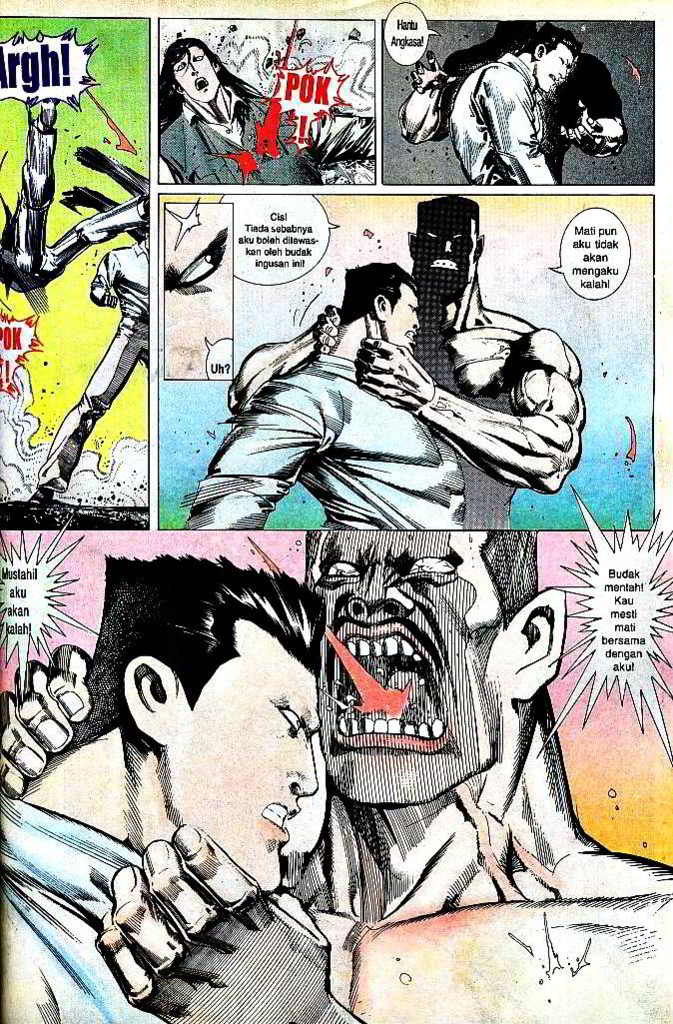 Argh!
POK
!
POK
!
Hantu
Angkasa!
Cis!
Tiada sebabnya
aku boleh ditewas-
kan oleh budak
ingusan ini!
Uh?
Mati pun
aku tidak
akan
mengaku
kalah!
Mustahil
aku
akan
kalah!
Budak
mentah!
Kau
mesti
mati
bersama
dengan
aku!